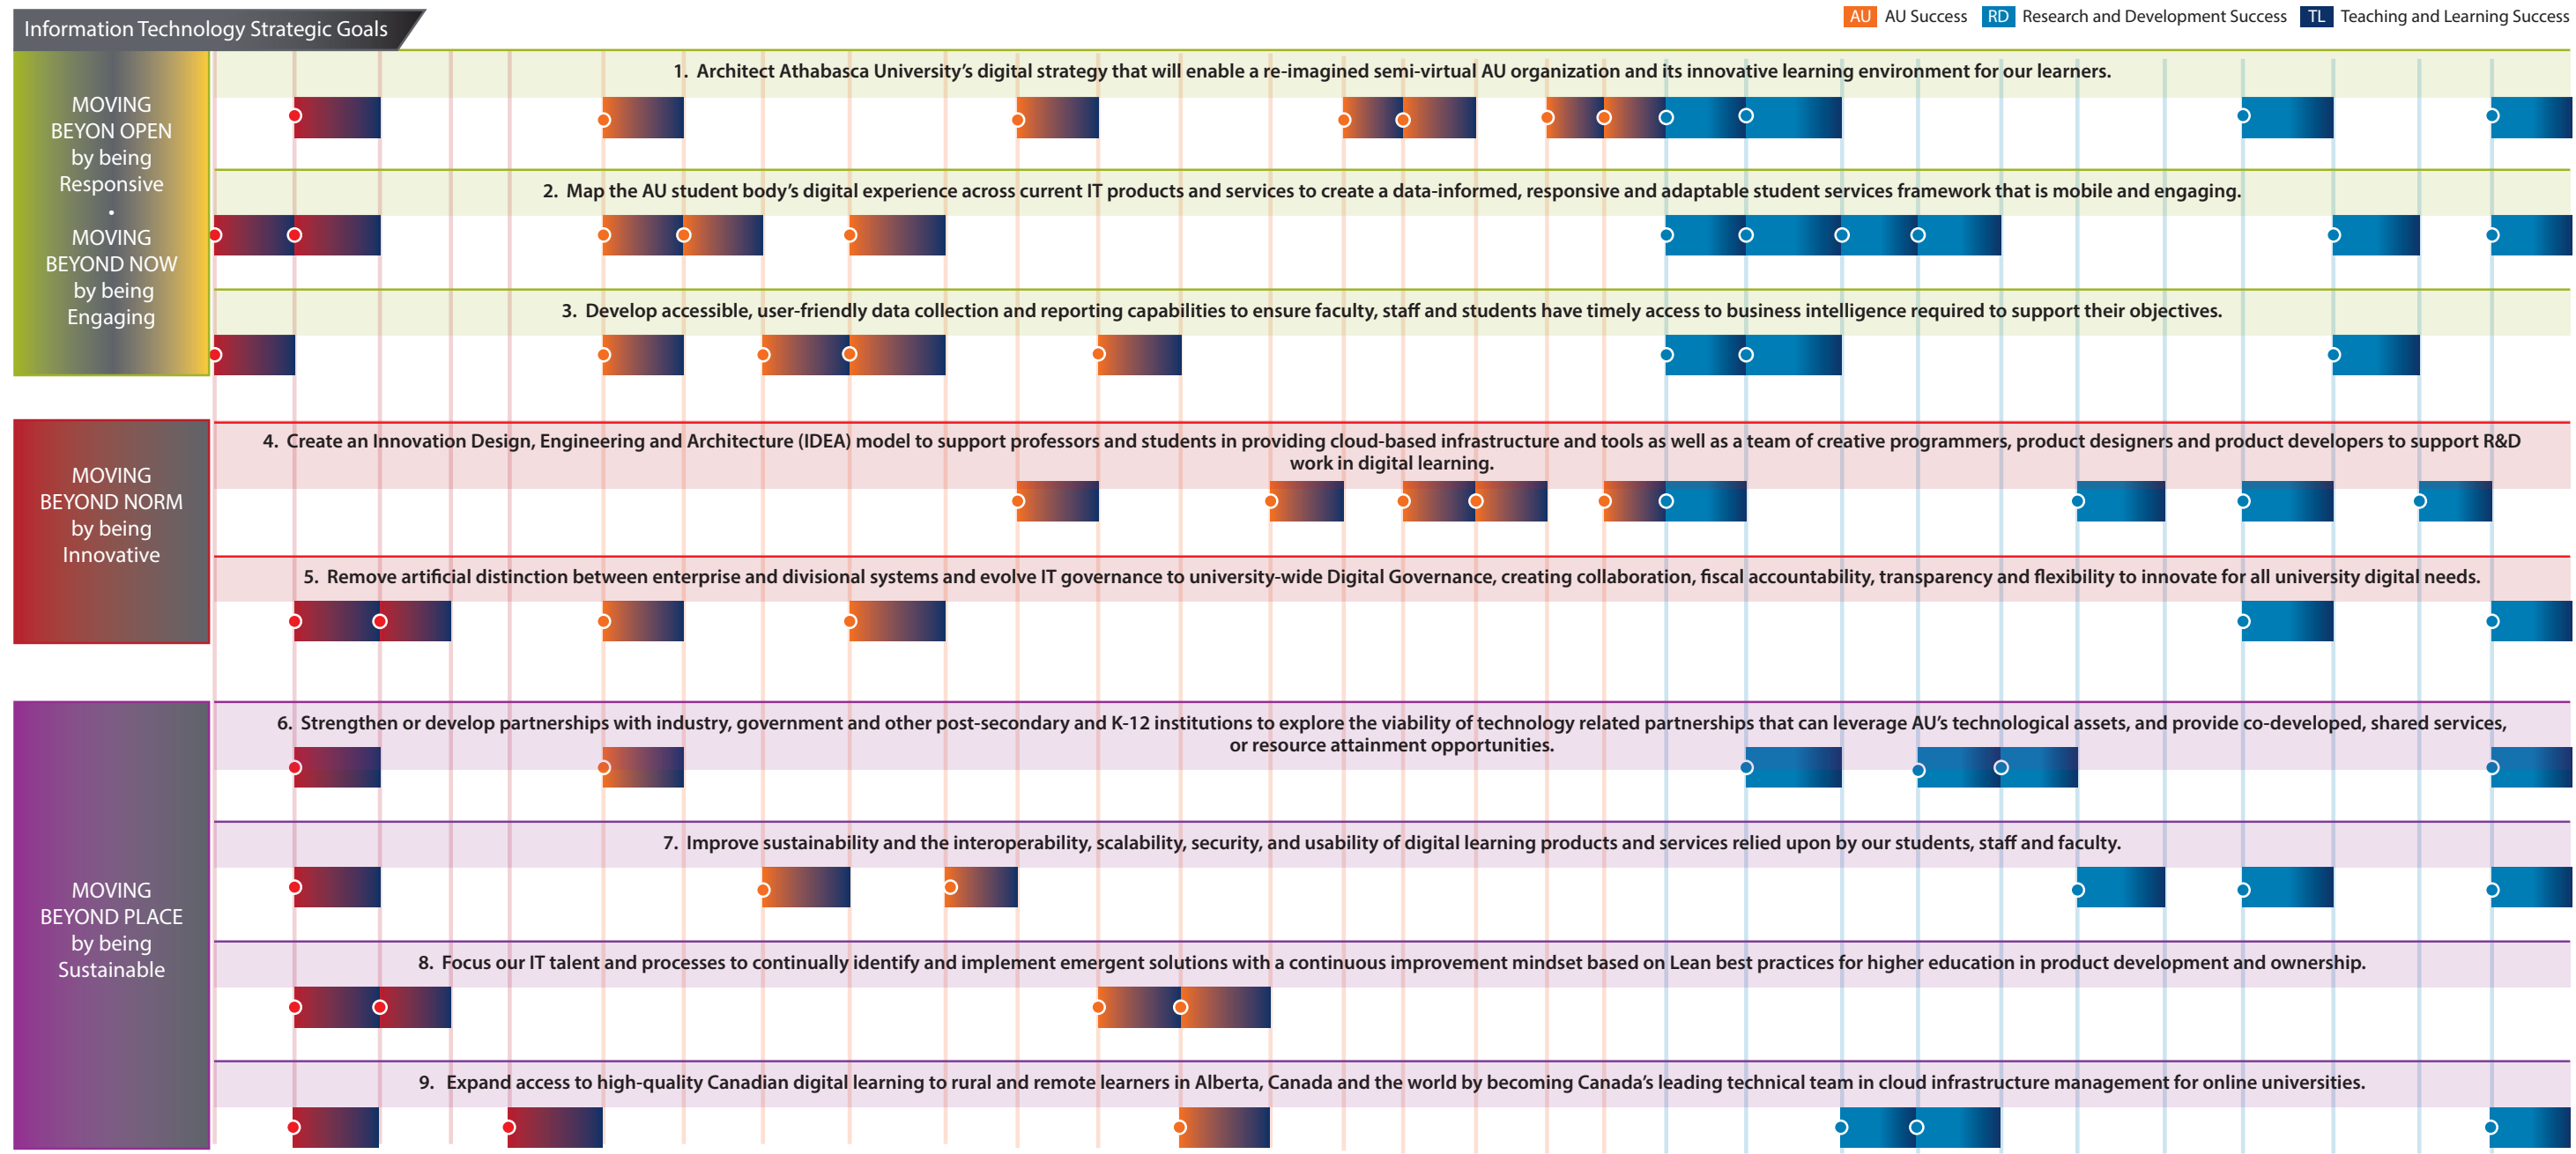 Information Technology Strategic Goals
AU AU Success RD Research and Development Success TL Teaching and Learning Success
MOVING
BEYON OPEN
by being
Responsive
•
MOVING
BEYOND NOW
by being
Engaging
1. Architect Athabasca University’s digital strategy that will enable a re-imagined semi-virtual AU organization and its innovative learning environment for our learners.
2. Map the AU student body’s digital experience across current IT products and services to create a data-informed, responsive and adaptable student services framework that is mobile and engaging.
3. Develop accessible, user-friendly data collection and reporting capabilities to ensure faculty, staff and students have timely access to business intelligence required to support their objectives.
MOVING
BEYOND NORM
by being
Innovative
4. Create an Innovation Design, Engineering and Architecture (IDEA) model to support professors and students in providing cloud-based infrastructure and tools as well as a team of creative programmers, product designers and product developers to support R&D
work in digital learning.
5. Remove artificial distinction between enterprise and divisional systems and evolve IT governance to university-wide Digital Governance, creating collaboration, fiscal accountability, transparency and flexibility to innovate for all university digital needs.
MOVING
BEYOND PLACE
by being
Sustainable
6. Strengthen or develop partnerships with industry, government and other post-secondary and K-12 institutions to explore the viability of technology related partnerships that can leverage AU’s technological assets, and provide co-developed, shared services,
or resource attainment opportunities.
7. Improve sustainability and the interoperability, scalability, security, and usability of digital learning products and services relied upon by our students, staff and faculty.
8. Focus our IT talent and processes to continually identify and implement emergent solutions with a continuous improvement mindset based on Lean best practices for higher education in product development and ownership.
9. Expand access to high-quality Canadian digital learning to rural and remote learners in Alberta, Canada and the world by becoming Canada’s leading technical team in cloud infrastructure management for online universities.